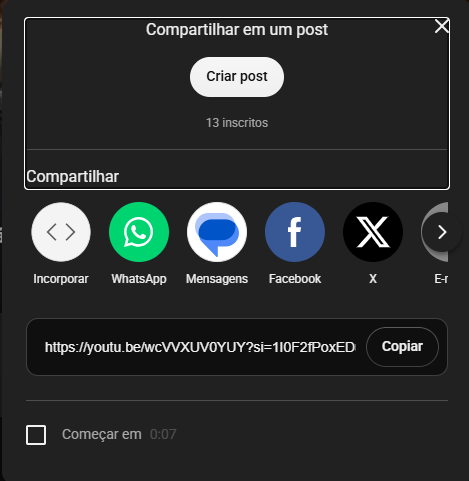 Compartilhar em um post
Criar post
13 inscritos
Compartilhar
Incorporar
WhatsApp
Mensagens
Facebook
X
https://youtu.be/wcVVXUV0YUY?si=1I0F2fPoxED
Copiar
Começar em 0:07